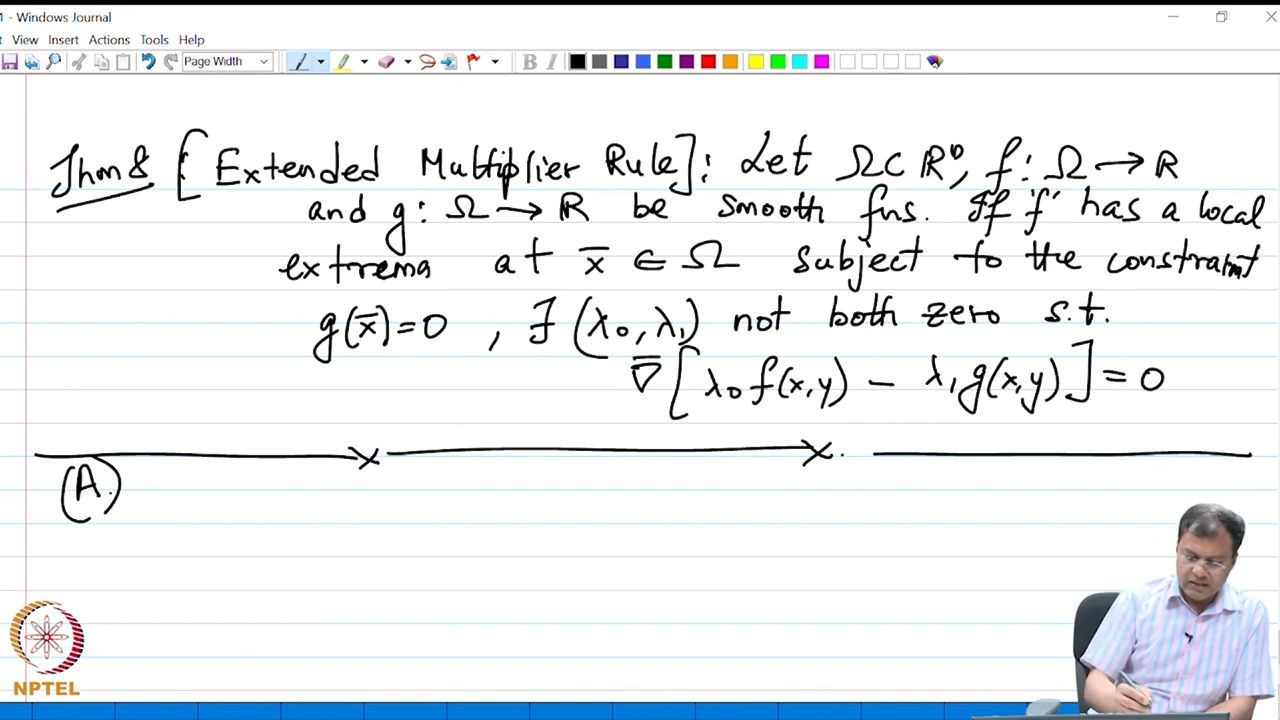 1 - Windows Journal
View Insert Actions Tools Help
Page Width
B I
Thm 8 [Extended Multiplier Rule]: Let Ω⊂ℝⁿ, f: Ω → ℝ
and g: Ω → ℝ be smooth fns. If 'f' has a local
extrema at x̄ ∈ Ω subject to the constraint
g(x̄)=0, ∃ (λ₀, λ₁) not both zero s.t.
∇̄ [λ₀ f(x,y) − λ₁ g(x,y)] = 0
(A.)
NPTEL